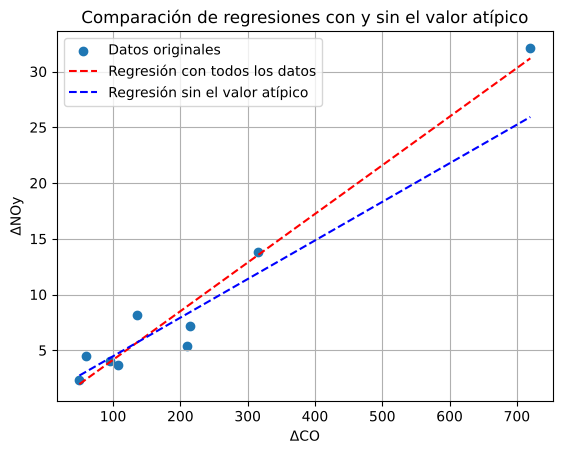 Comparación de regresiones con y sin el valor atípico
Datos originales
Regresión con todos los datos
Regresión sin el valor atípico
ΔNOy
30
25
20
15
10
5
100 200 300 400 500 600 700
ΔCO